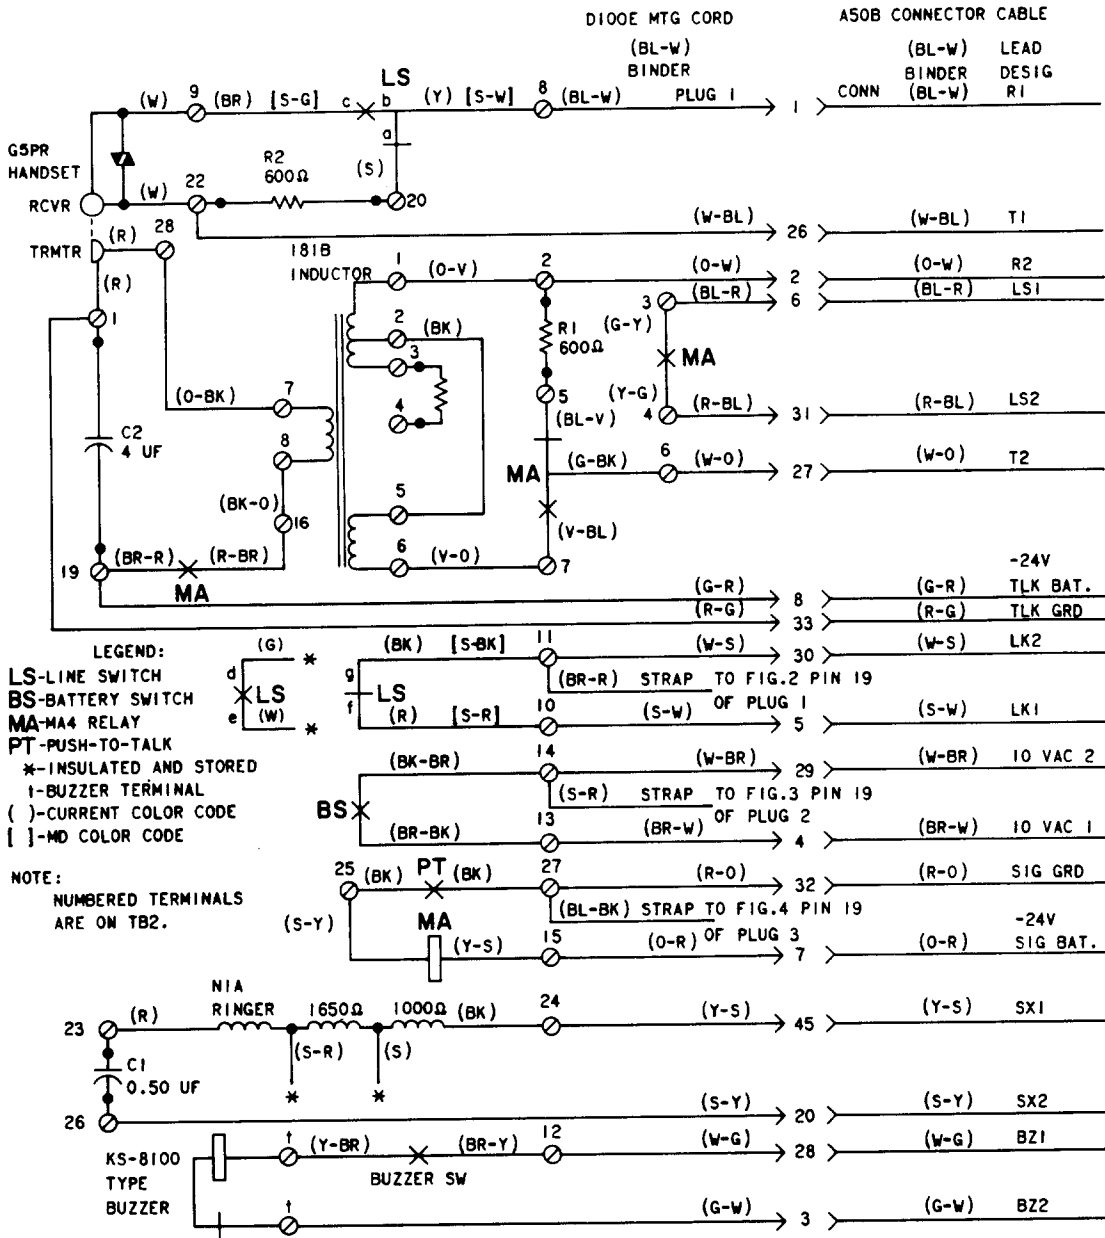 D100E MTG CORD A50B CONNECTOR CABLE
(BL-W) BINDER (BL-W) BINDER LEAD DESIG
LS
(W) 9 (BR) [S-G] c b (Y) [S-W] 8 (BL-W) PLUG 1 1 CONN (BL-W) R1
a
G5PR HANDSET
R2 600Ω (S)
RCVR (W) 22 20
(W-BL) 26 (W-BL) T1
TRMTR (R) 28
181B INDUCTOR 1 (O-V) 2 (O-W) 2 (O-W) R2
(R) 3 (BL-R) 6 (BL-R) LS1
1 2 (BK) R1 600Ω (G-Y) MA
3
(O-BK) 7 4 5 (Y-G) 4 (R-BL) 31 (R-BL) LS2
C2 4 UF 8 (BL-V)
MA (G-BK) 6 (W-O) 27 (W-O) T2
(BK-O) 16 5 (V-BL)
19 (BR-R) (R-BR) 6 (V-O) 7
MA
-24V
(G-R) 8 (G-R) TLK BAT.
(R-G) 33 (R-G) TLK GRD
LEGEND:
LS-LINE SWITCH
BS-BATTERY SWITCH
MA-MA4 RELAY
PT-PUSH-TO-TALK
*-INSULATED AND STORED
t-BUZZER TERMINAL
( )-CURRENT COLOR CODE
[ ]-MD COLOR CODE
NOTE:
NUMBERED TERMINALS
ARE ON TB2.
(G) *
d
LS
e
(W) *
(BK) [S-BK] 11 (W-S) 30 (W-S) LK2
g
LS
f
(BR-R) STRAP TO FIG.2 PIN 19
OF PLUG 1
(R) [S-R] 10 (S-W) 5 (S-W) LK1
(BK-BR) 14 (W-BR) 29 (W-BR) 10 VAC 2
BS
(S-R) STRAP TO FIG.3 PIN 19
OF PLUG 2
(BR-BK) 13 (BR-W) 4 (BR-W) 10 VAC 1
25 (BK) PT (BK) 27 (R-O) 32 (R-O) SIG GRD
(BL-BK) STRAP TO FIG.4 PIN 19
OF PLUG 3
-24V
(S-Y) MA (Y-S) 15 (O-R) 7 (O-R) SIG BAT.
N1A
RINGER 1650Ω 1000Ω
23 (R) (BK) 24 (Y-S) 45 (Y-S) SX1
(S-R) (S)
* *
C1
0.50 UF
26 (S-Y) 20 (S-Y) SX2
KS-8100
TYPE
BUZZER
t (Y-BR) (BR-Y) 12 (W-G) 28 (W-G) BZ1
BUZZER SW
t (G-W) 3 (G-W) BZ2